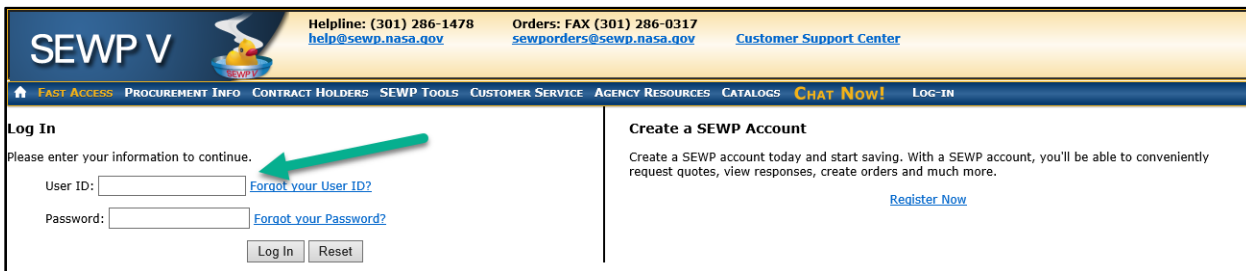 SEWP V
SEWP V
Helpline: (301) 286-1478 Orders: FAX (301) 286-0317
help@sewp.nasa.gov sewporders@sewp.nasa.gov Customer Support Center
FAST ACCESS PROCUREMENT INFO CONTRACT HOLDERS SEWP TOOLS CUSTOMER SERVICE AGENCY RESOURCES CATALOGS CHAT NOW! LOG-IN
Log In
Please enter your information to continue.
User ID: Forgot your User ID?
Password: Forgot your Password?
Log In Reset
Create a SEWP Account
Create a SEWP account today and start saving. With a SEWP account, you'll be able to conveniently
request quotes, view responses, create orders and much more.
Register Now